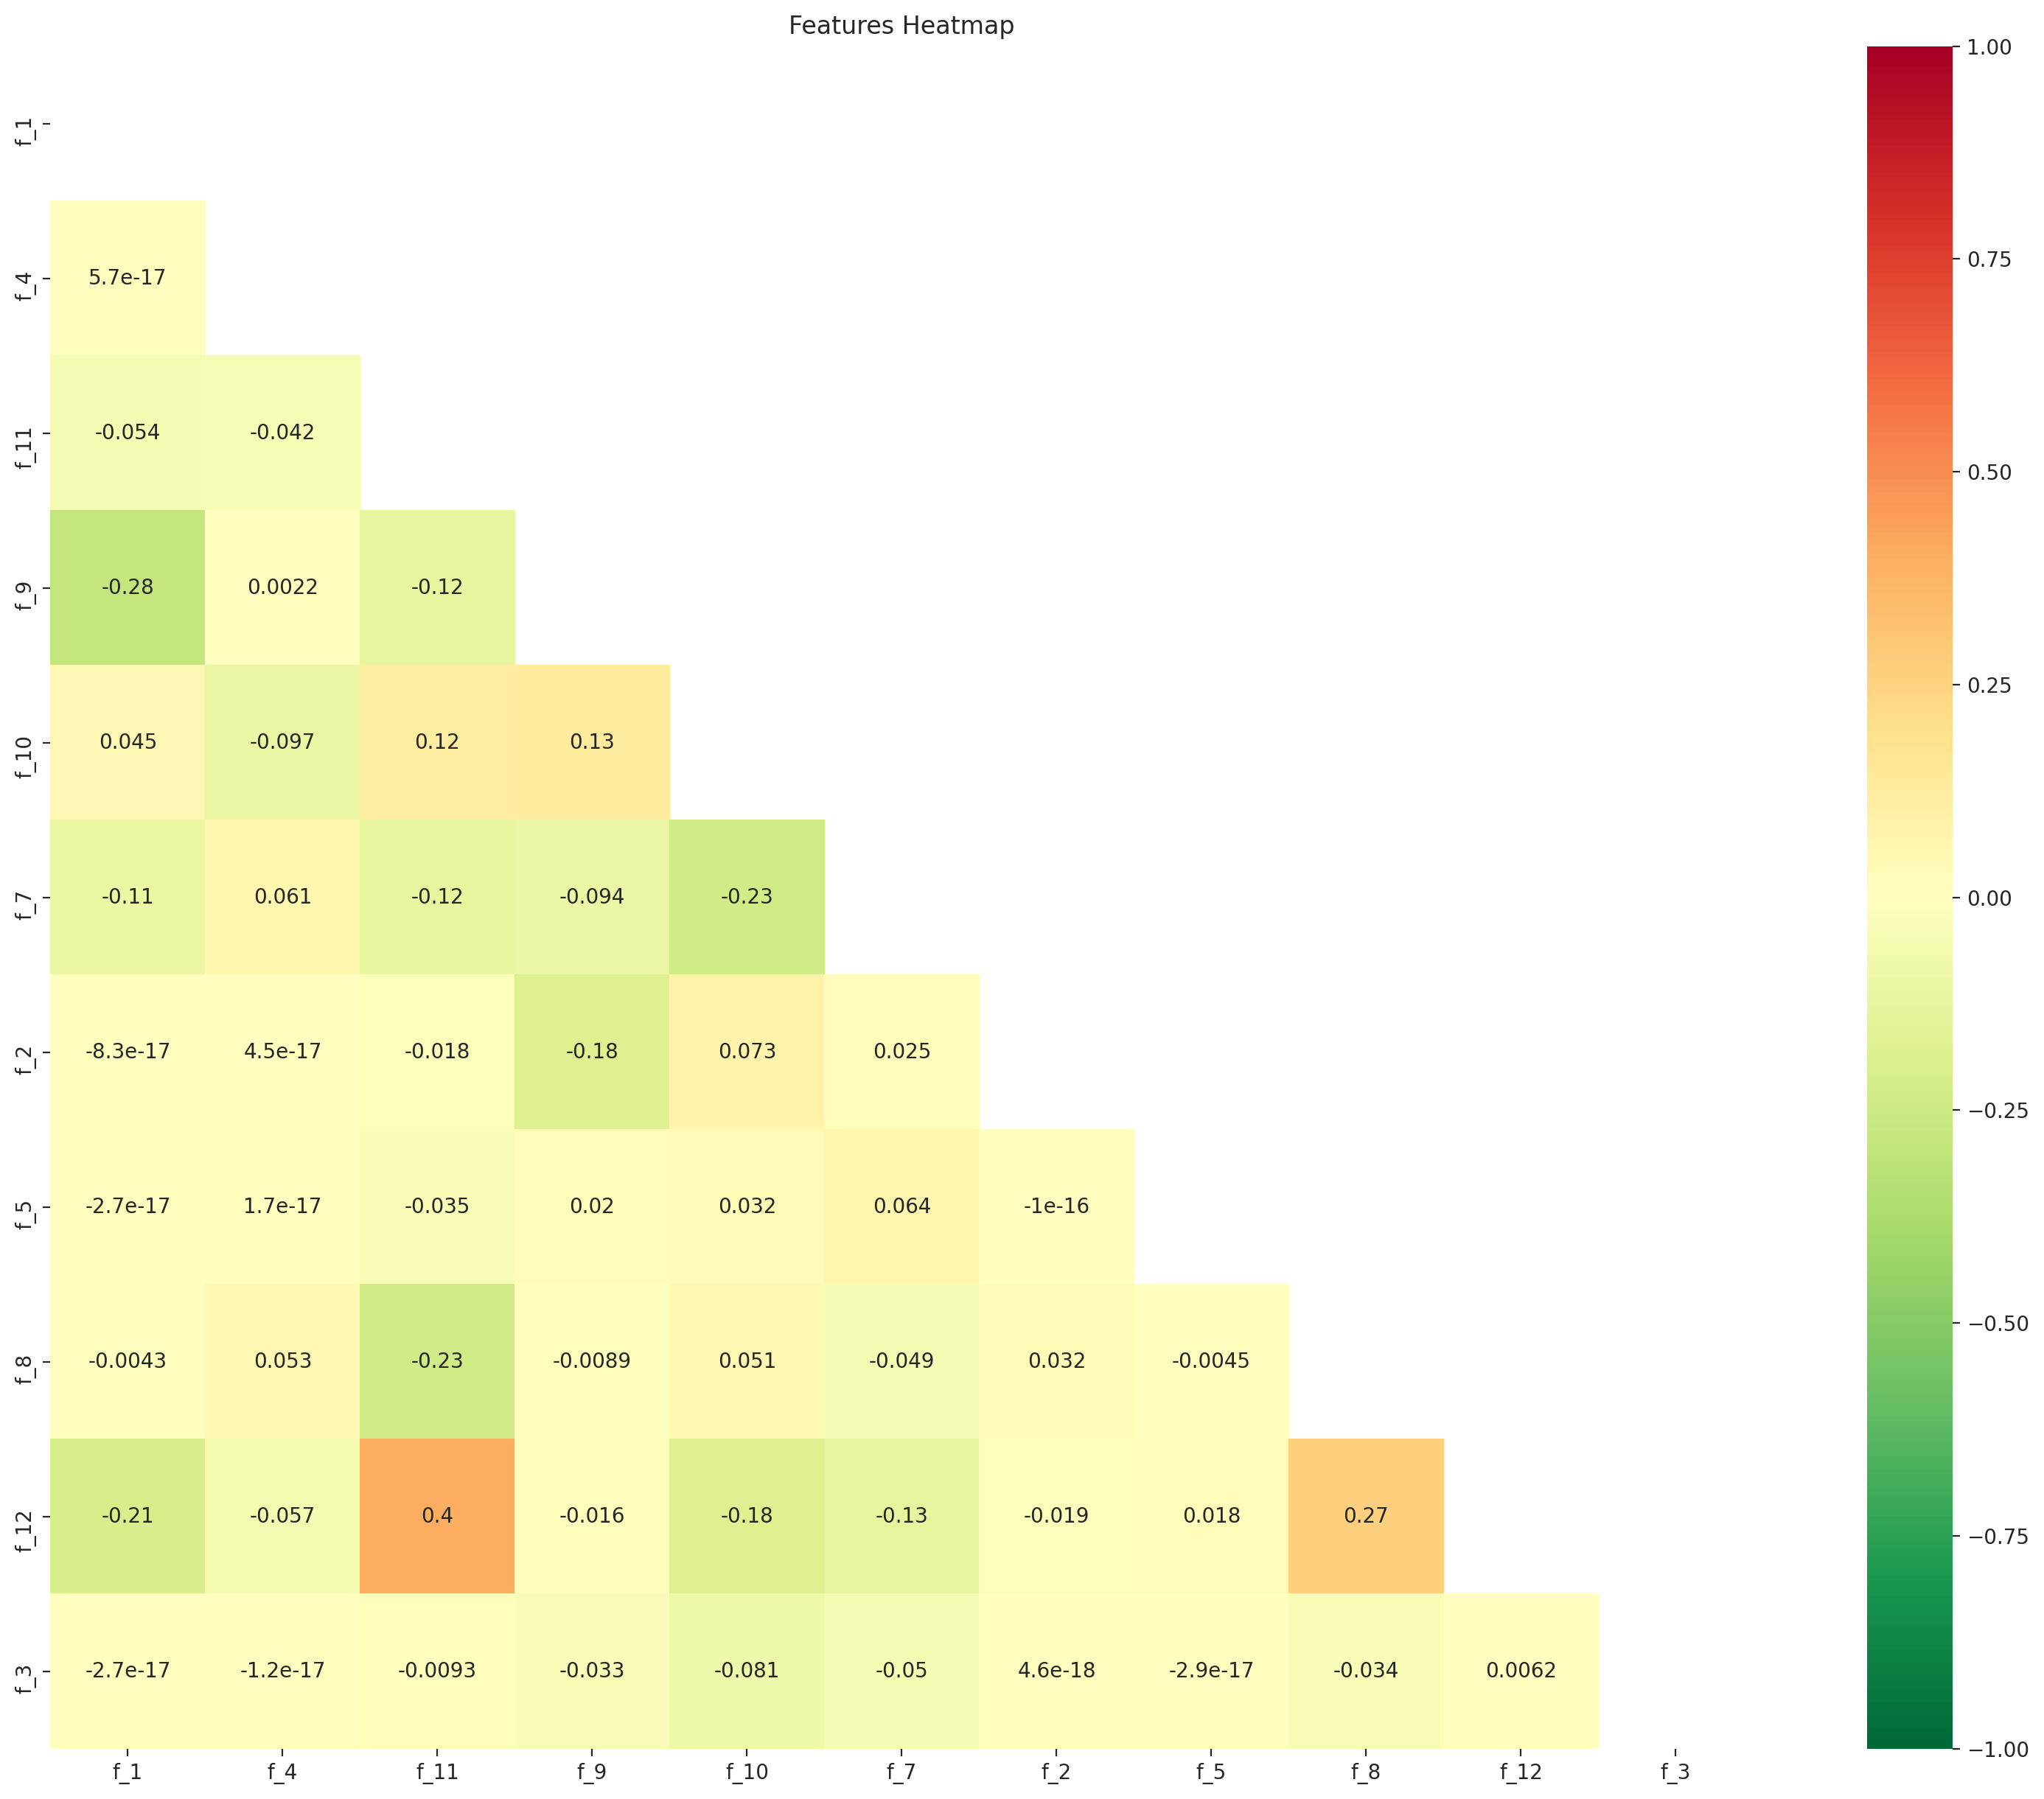 Features Heatmap
f_1
f_4 5.7e-17
f_11 -0.054 -0.042
f_9 -0.28 0.0022 -0.12
f_10 0.045 -0.097 0.12 0.13
f_7 -0.11 0.061 -0.12 -0.094 -0.23
f_2 -8.3e-17 4.5e-17 -0.018 -0.18 0.073 0.025
f_5 -2.7e-17 1.7e-17 -0.035 0.02 0.032 0.064 -1e-16
f_8 -0.0043 0.053 -0.23 -0.0089 0.051 -0.049 0.032 -0.0045
f_12 -0.21 -0.057 0.4 -0.016 -0.18 -0.13 -0.019 0.018 0.27
f_3 -2.7e-17 -1.2e-17 -0.0093 -0.033 -0.081 -0.05 4.6e-18 -2.9e-17 -0.034 0.0062
f_1 f_4 f_11 f_9 f_10 f_7 f_2 f_5 f_8 f_12 f_3
1.00
0.75
0.50
0.25
0.00
−0.25
−0.50
−0.75
−1.00